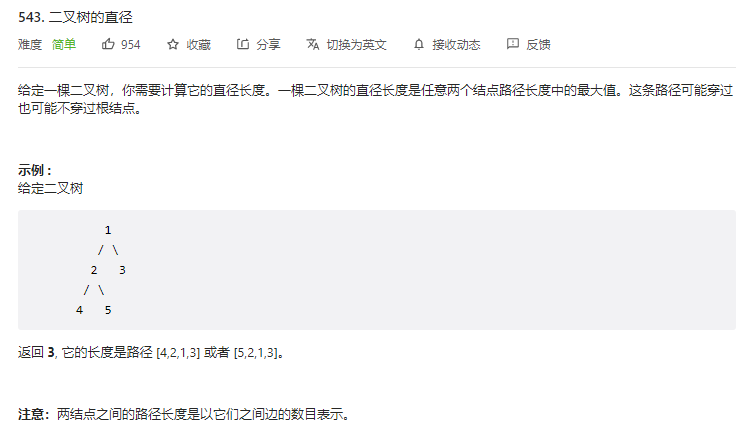 543. 二叉树的直径
难度 简单 954 收藏 分享 切换为英文 接收动态 反馈
给定一棵二叉树，你需要计算它的直径长度。一棵二叉树的直径长度是任意两个结点路径长度中的最大值。这条路径可能穿过
也可能不穿过根结点。
示例 :
给定二叉树
1
/ \
2 3
/ \
4 5
返回 3, 它的长度是路径 [4,2,1,3] 或者 [5,2,1,3]。
注意：两结点之间的路径长度是以它们之间边的数目表示。